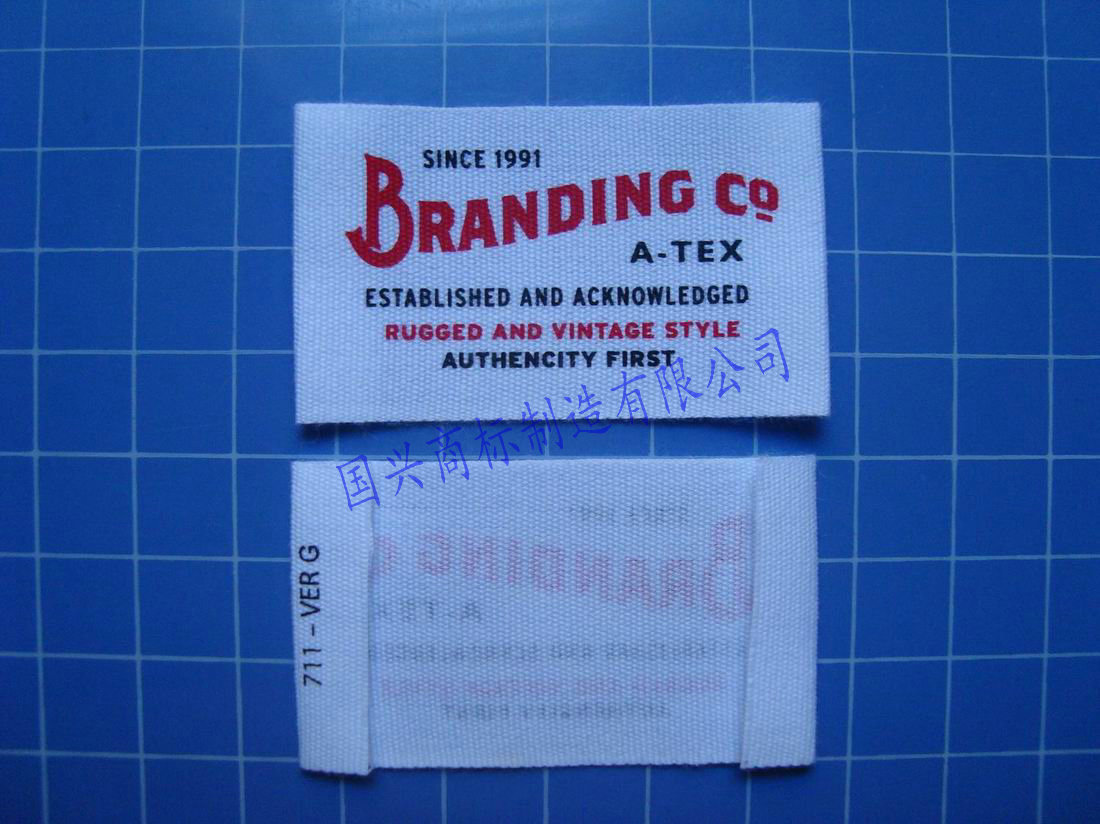 SINCE 1991
BRANDING CO
A-TEX
ESTABLISHED AND ACKNOWLEDGED
RUGGED AND VINTAGE STYLE
AUTHENCITY FIRST
国兴商标制造有限公司
711 - VER G